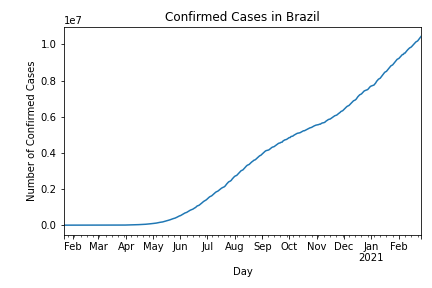 Confirmed Cases in Brazil
1e7
1.0
0.8
0.6
0.4
0.2
0.0
Number of Confirmed Cases
Feb Mar Apr May Jun Jul Aug Sep Oct Nov Dec Jan Feb
2021
Day